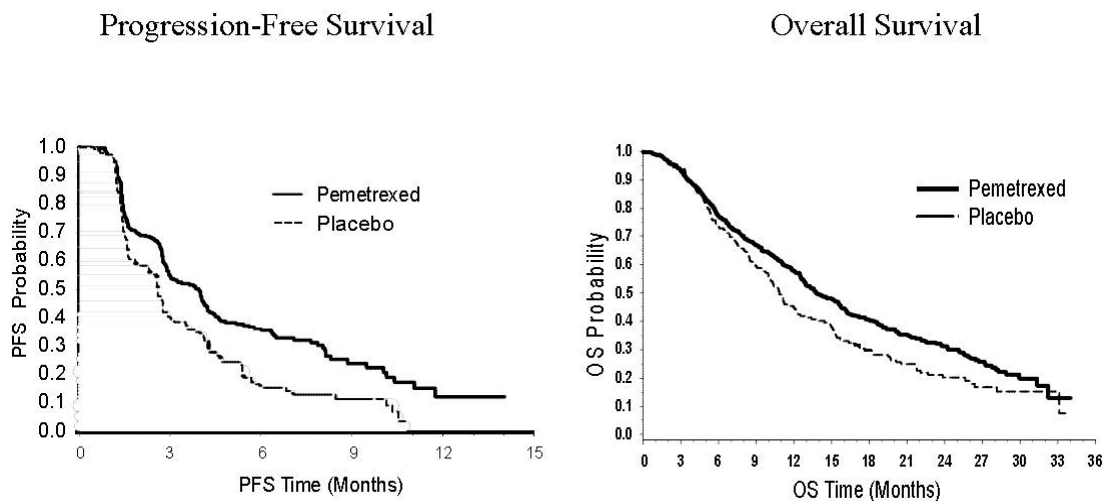 Progression-Free Survival
Overall Survival
1.0
0.9
0.8
0.7
0.6
0.5
0.4
0.3
0.2
0.1
0.0
PFS Probability
Pemetrexed
Placebo
0 3 6 9 12 15
PFS Time (Months)
1.0
0.9
0.8
0.7
0.6
0.5
0.4
0.3
0.2
0.1
0.0
OS Probability
Pemetrexed
Placebo
0 3 6 9 12 15 18 21 24 27 30 33 36
OS Time (Months)